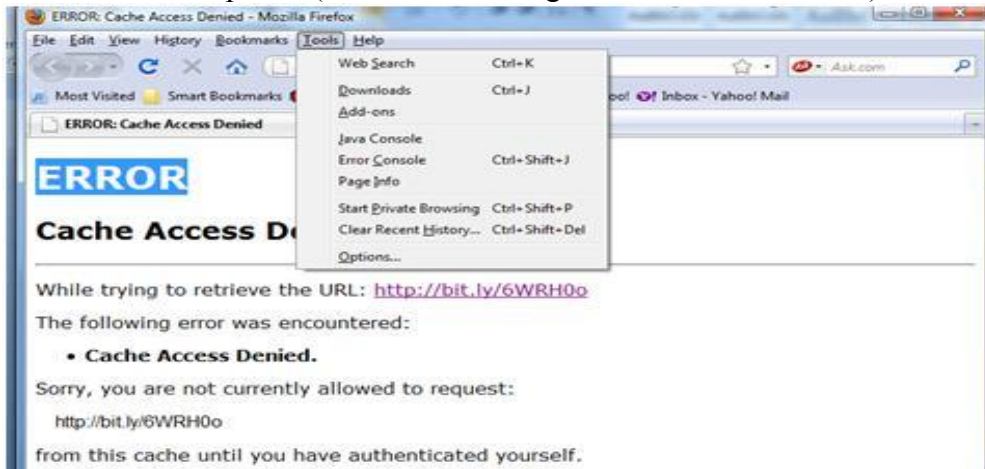 ERROR: Cache Access Denied - Mozilla Firefox
File Edit View History Bookmarks Tools Help
Web Search Ctrl+K
Ask.com
Most Visited Smart Bookmarks
Downloads Ctrl+J
Inbox - Yahoo! Mail
Add-ons
ERROR: Cache Access Denied
Java Console
Error Console Ctrl+Shift+J
Page Info
Start Private Browsing Ctrl+Shift+P
Clear Recent History... Ctrl+Shift+Del
Options...
ERROR
Cache Access D
While trying to retrieve the URL: http://bit.ly/6WRH0o
The following error was encountered:
• Cache Access Denied.
Sorry, you are not currently allowed to request:
http://bit.ly/6WRH0o
from this cache until you have authenticated yourself.